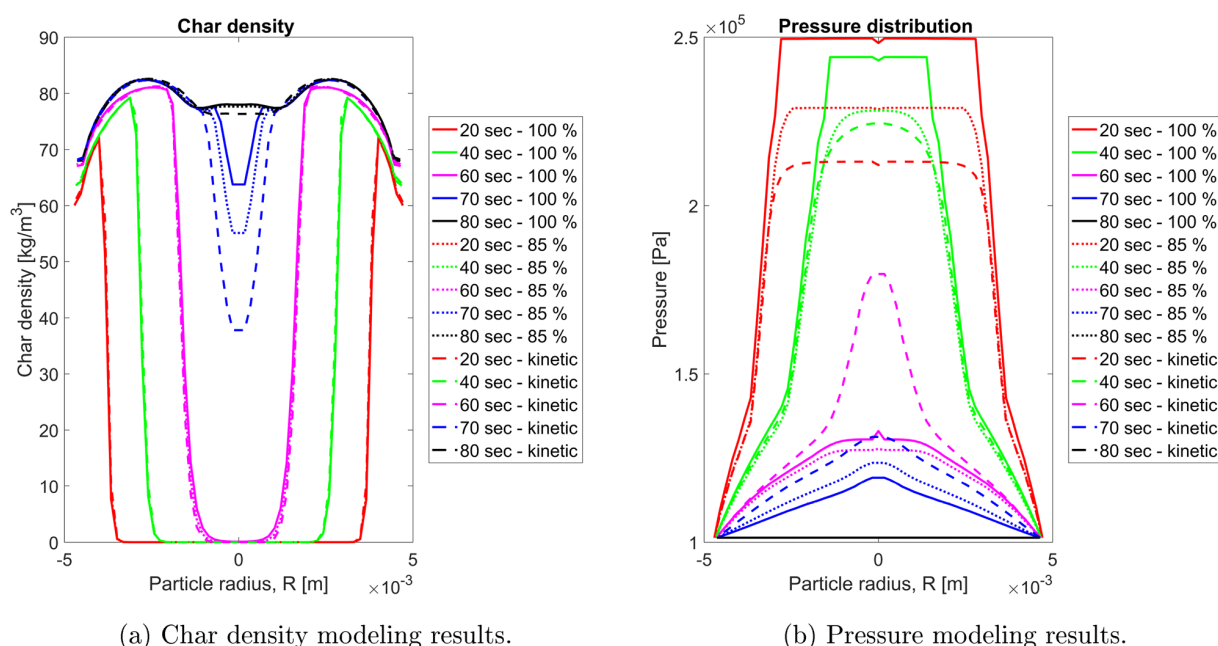 Char density
90
80
70
60
50
40
30
20
10
0
Char density [kg/m³]
-5
0
5
Particle radius, R [m]
×10⁻³
20 sec - 100 %
40 sec - 100 %
60 sec - 100 %
70 sec - 100 %
80 sec - 100 %
20 sec - 85 %
40 sec - 85 %
60 sec - 85 %
70 sec - 85 %
80 sec - 85 %
20 sec - kinetic
40 sec - kinetic
60 sec - kinetic
70 sec - kinetic
80 sec - kinetic
(a) Char density modeling results.
×10⁵
Pressure distribution
2.5
2
1.5
1
Pressure [Pa]
-5
0
5
Particle radius, R [m]
×10⁻³
20 sec - 100 %
40 sec - 100 %
60 sec - 100 %
70 sec - 100 %
80 sec - 100 %
20 sec - 85 %
40 sec - 85 %
60 sec - 85 %
70 sec - 85 %
80 sec - 85 %
20 sec - kinetic
40 sec - kinetic
60 sec - kinetic
70 sec - kinetic
80 sec - kinetic
(b) Pressure modeling results.